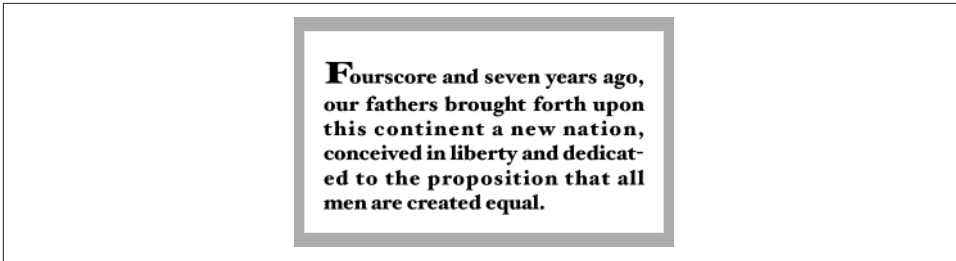 Fourscore and seven years ago,
our fathers brought forth upon
this continent a new nation,
conceived in liberty and dedicat-
ed to the proposition that all
men are created equal.